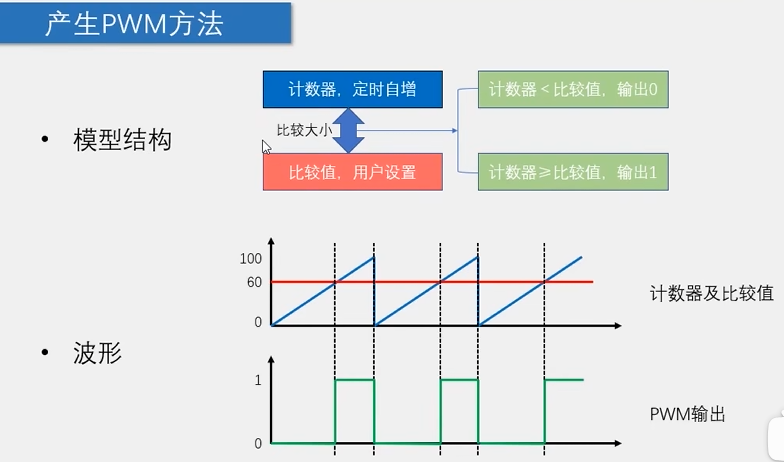 产生PWM方法
模型结构
计数器，定时自增
比较大小
比较值，用户设置
计数器＜比较值，输出0
计数器≥比较值，输出1
波形
100
60
0
计数器及比较值
1
0
PWM输出